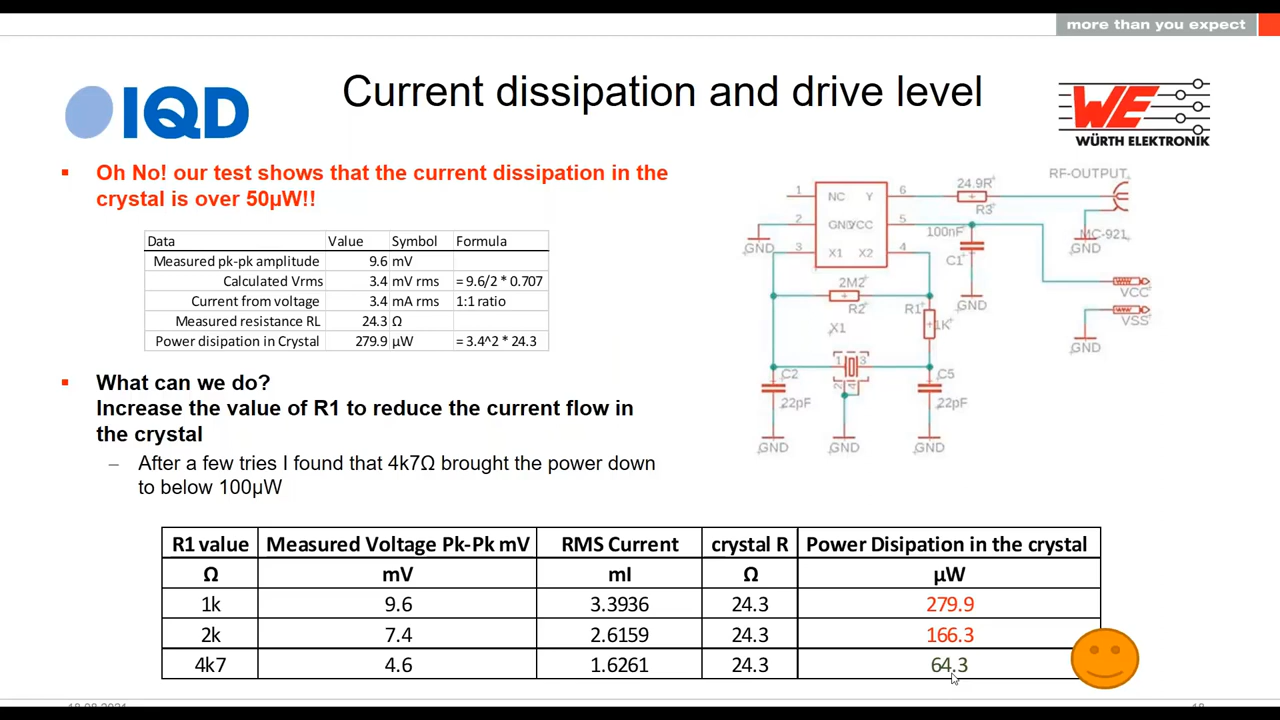 more than you expect
IQD
Current dissipation and drive level
WE
WÜRTH ELEKTRONIK
Oh No! our test shows that the current dissipation in the
crystal is over 50µW!!
Data Value Symbol Formula
Measured pk-pk amplitude 9.6 mV
Calculated Vrms 3.4 mV rms = 9.6/2 * 0.707
Current from voltage 3.4 mA rms 1:1 ratio
Measured resistance RL 24.3 Ω
Power disipation in Crystal 279.9 µW = 3.4^2 * 24.3
What can we do?
Increase the value of R1 to reduce the current flow in
the crystal
– After a few tries I found that 4k7Ω brought the power down
to below 100µW
RF-OUTPUT
24.9R
1 NC Y 6
R3
2 GND VCC 5
100nF
MC-921
GND
GND
3 X1 X2 4
C1
2M2
VCC
R2
R1
GND
1K
VSS
X1
GND
1 3
C2
2 4
C5
22pF
22pF
GND GND GND
R1 value Measured Voltage Pk-Pk mV RMS Current crystal R Power Disipation in the crystal
Ω mV mI Ω µW
1k 9.6 3.3936 24.3 279.9
2k 7.4 2.6159 24.3 166.3
4k7 4.6 1.6261 24.3 64.3